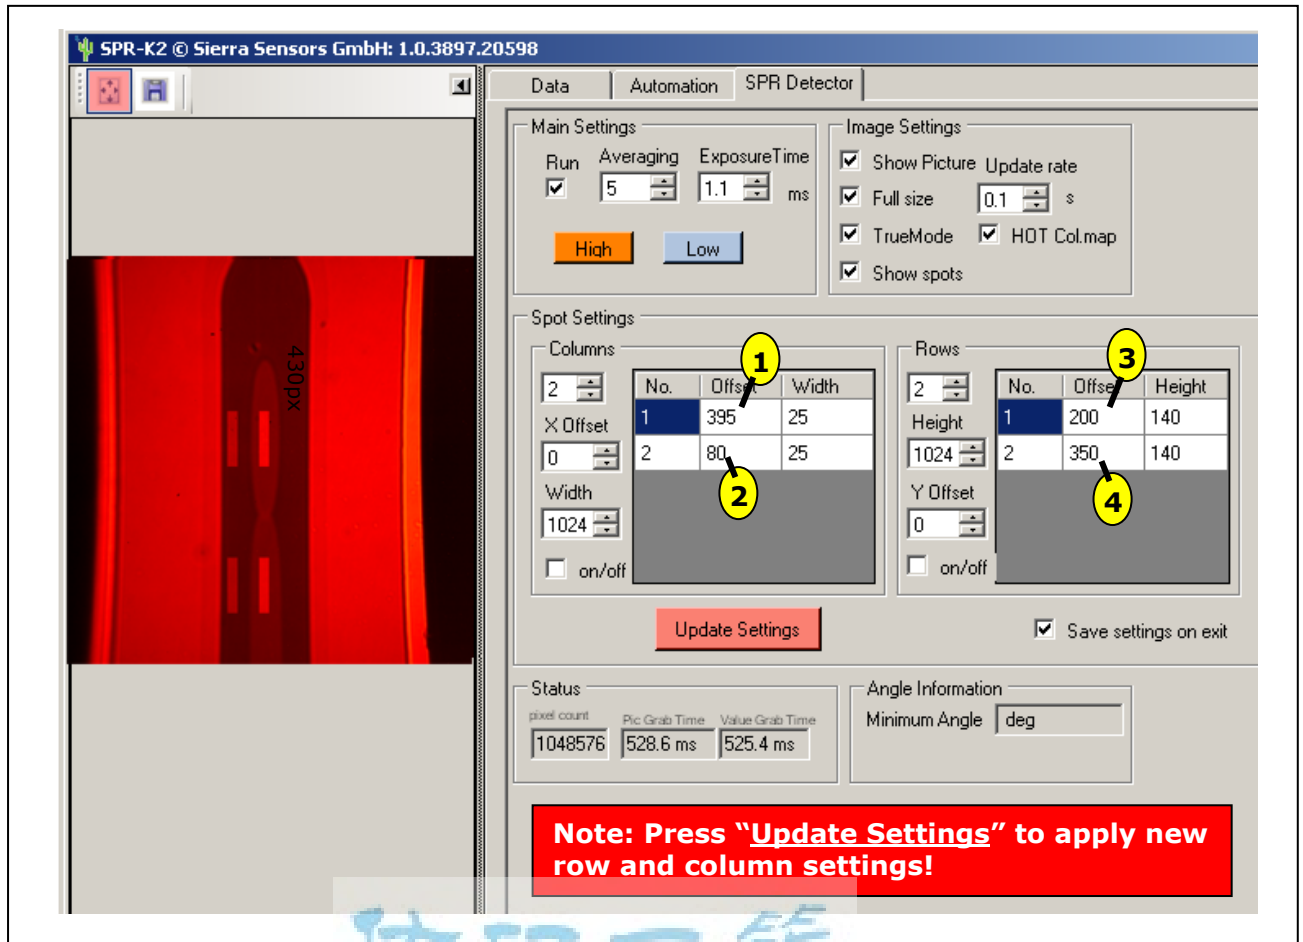 SPR-K2 © Sierra Sensors GmbH: 1.0.3897.20598
Data Automation SPR Detector
Main Settings
Run Averaging ExposureTime
5 1.1 ms
High Low
Image Settings
Show Picture Update rate
Full size 0.1 s
TrueMode HOT Col.map
Show spots
430px
Spot Settings
Columns
2
X Offset
0
Width
1024
on/off
No. Offset Width
1 395 25
2 80 25
1
2
Rows
2
Height
1024
Y Offset
0
on/off
No. Offset Height
1 200 140
2 350 140
3
4
Update Settings
Save settings on exit
Status
pixel count Pic Grab Time Value Grab Time
1048576 528.6 ms 525.4 ms
Angle Information
Minimum Angle deg
Note: Press “Update Settings” to apply new
row and column settings!